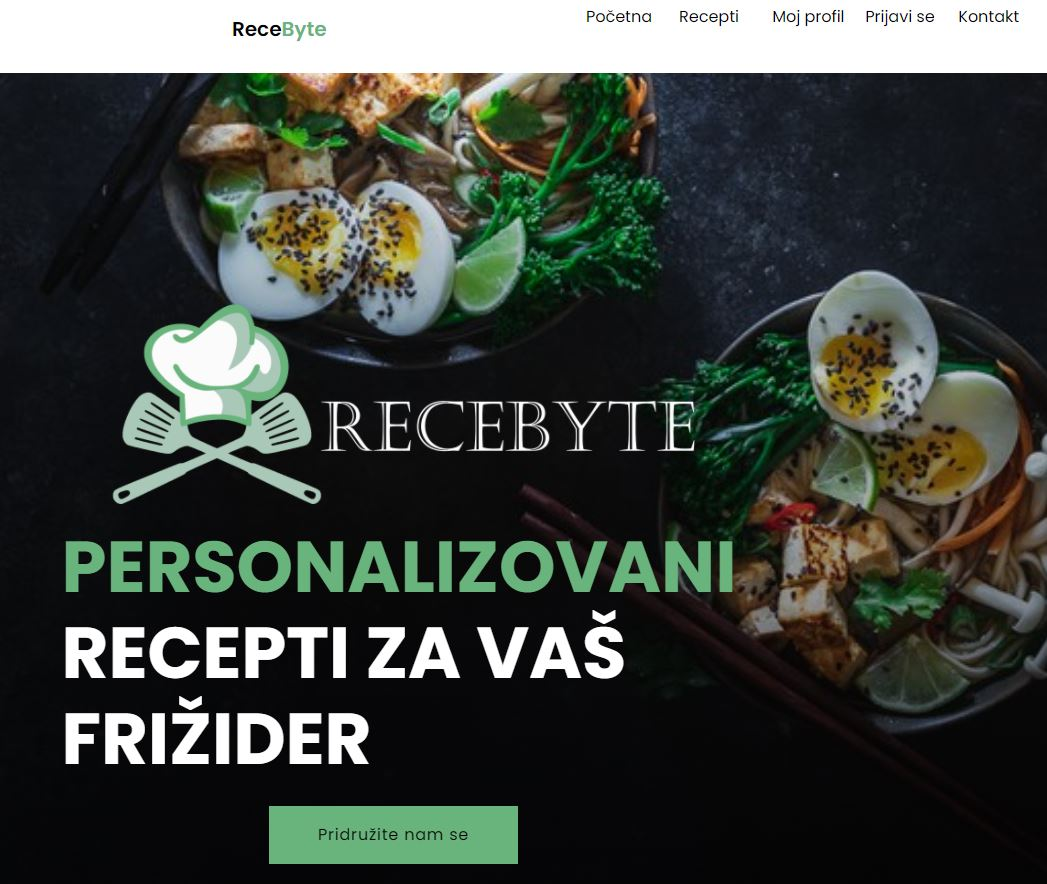 ReceByte
Početna Recepti Moj profil Prijavi se Kontakt
RECEBYTE
PERSONALIZOVANI
RECEPTI ZA VAŠ
FRIŽIDER
Pridružite nam se